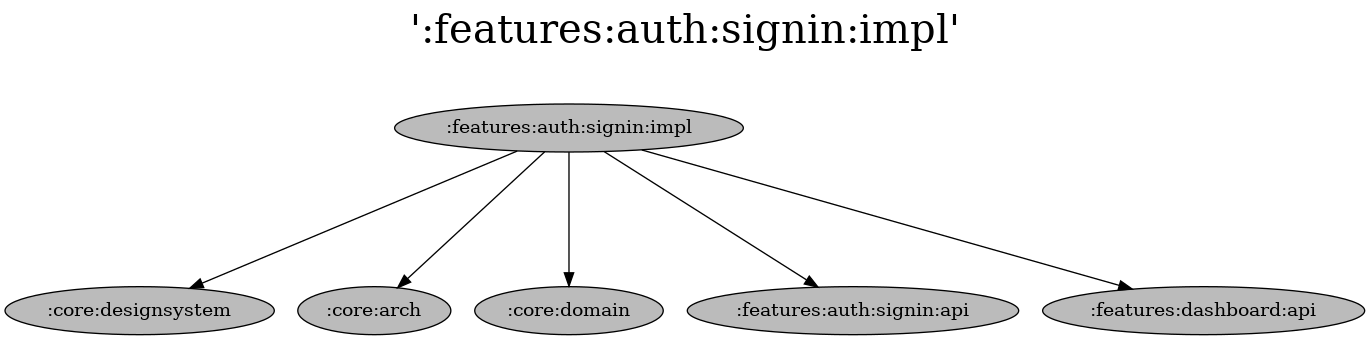 ':features:auth:signin:impl'
:features:auth:signin:impl
:core:designsystem
:core:arch
:core:domain
:features:auth:signin:api
:features:dashboard:api